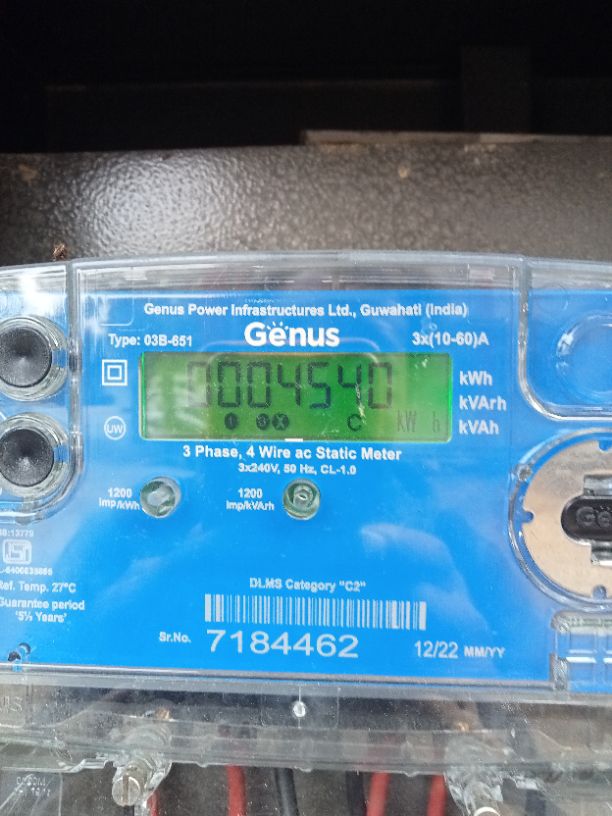 Genus Power Infrastructures Ltd., Guwahati (India)
Type: 03B-651
Genus
3x(10-60)A
0004540
kWh
kWh
kVArh
kVAh
C
UW
3 Phase, 4 Wire ac Static Meter
3x240V, 50 Hz, CL-1.0
1200
imp/kWh
1200
imp/kVArh
Ref. Temp. 27°C
Guarantee period
'5½ Years'
DLMS Category "C2"
Sr.No. 7184462
12/22 MM/YY